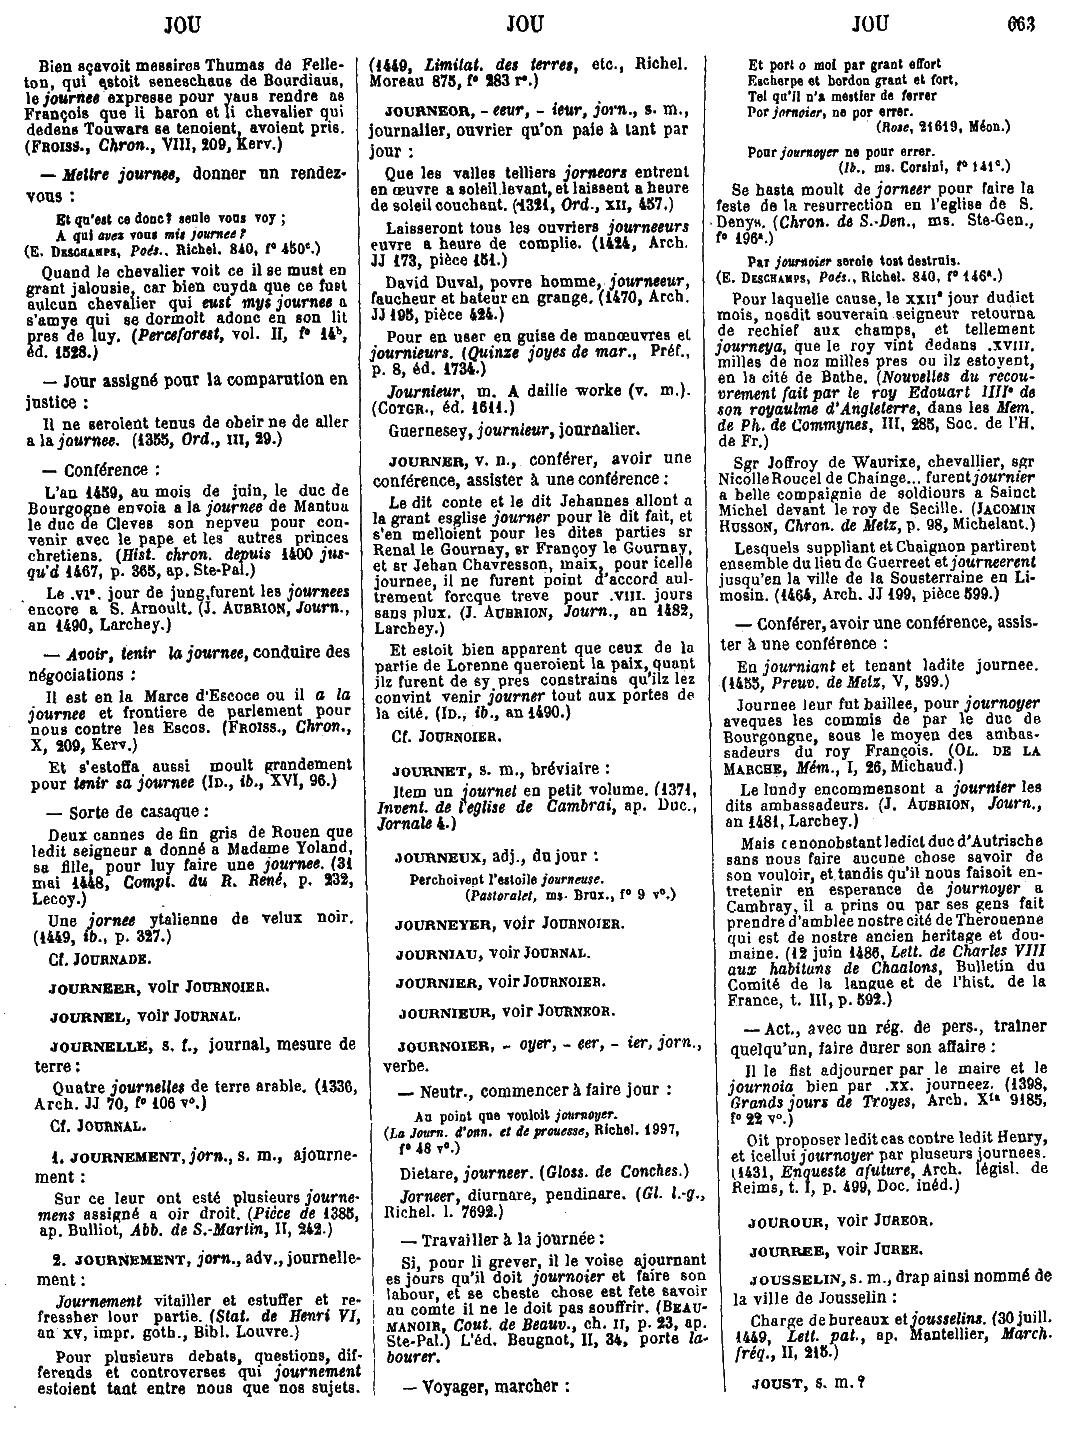 JOU
JOU
JOU
663
Bien sçavoit messires Thumas de Felle-
ton, qui estoit seneschaus de Bourdiaus,
le journee expresse pour yaus rendre as
François que li baron et li chevalier qui
dedens Touwars se tenoient, avoient pris.
(FROISS., Chron., VIII, 209, Kerv.)
— Mettre journee, donner un rendez-
vous :
Et qu'est ce donc? seule vous voy ;
A qui avez vous mis journee ?
(E. DESCHAMPS, Poés., Richel. 840, f° 450ᶜ.)
Quand le chevalier voit ce il se must en
grant jalousie, car bien cuyda que ce fust
aulcun chevalier qui eust mys journee a
s'amye qui se dormoit adonc en son lit
pres de luy. (Perceforest, vol. II, f° 14ᵇ,
éd. 1528.)
— Jour assigné pour la comparution en
justice :
Il ne seroient tenus de obeir ne de aller
a la journee. (1355, Ord., III, 29.)
— Conférence :
L'an 1459, au mois de juin, le duc de
Bourgogne envoia a la journee de Mantua
le duc de Cleves son nepveu pour con-
venir avec le pape et les autres princes
chretiens. (Hist. chron. depuis 1400 jus-
qu'à 1467, p. 365, ap. Ste-Pal.)
Le .VIᵉ. jour de jung, furent les journees
encore a S. Arnoult. (J. AUBRION, Journ.,
an 1490, Larchey.)
— Avoir, tenir la journee, conduire des
négociations :
Il est en la Marce d'Escoce ou il a la
journee et frontiere de parlement pour
nous contre les Escos. (FROISS., Chron.,
X, 209, Kerv.)
Et s'estoffa aussi moult grandement
pour tenir sa journee (ID., ib., XVI, 96.)
— Sorte de casaque :
Deux cannes de fin gris de Rouen que
ledit seigneur a donné a Madame Yoland,
sa fille, pour luy faire une journee. (31
mai 1448, Compt. du R. René, p. 232,
Lecoy.)
Une jornee ytalienne de velux noir.
(1449, ib., p. 327.)
Cf. JOURNADE.
JOURNEER, voir JOURNOIER.
JOURNEL, voir JOURNAL.
JOURNELLE, s. f., journal, mesure de
terre :
Quatre journelles de terre arable. (1336,
Arch. JJ 70, f° 106 v°.)
Cf. JOURNAL.
1. JOURNEMENT, jorn., s. m., ajourne-
ment :
Sur ce leur ont esté plusieurs journe-
mens assigné a oir droit. (Pièce de 1385,
ap. Bulliot, Abb. de S.-Martin, II, 242.)
2. JOURNEMENT, jorn., adv., journelle-
ment :
Journement vitailler et estuffer et re-
fressher lour partie. (Stat. de Henri VI,
an XV, impr. goth., Bibl. Louvre.)
Pour plusieurs debats, questions, dif-
ferends et controverses qui journement
estoient tant entre nous que nos sujets.
(1449, Limitat. des terres, etc., Richel.
Moreau 875, f° 283 r°.)
JOURNEOR, - eeur, - ieur, jorn., s. m.,
journalier, ouvrier qu'on paie à tant par
jour :
Que les valles telliers jorneors entrent
en œuvre a soleil levant, et laissent a heure
de soleil couchant. (1321, Ord., XII, 457.)
Laisseront tous les ouvriers journeeurs
euvre a heure de complie. (1424, Arch.
JJ 173, pièce 151.)
David Duval, povre homme, journeeur,
faucheur et bateur en grange. (1470, Arch.
JJ 195, pièce 424.)
Pour en user en guise de manœuvres et
journieurs. (Quinze joyes de mar., Préf.,
p. 8, éd. 1734.)
Journieur, m. A dailie worke (v. m.).
(COTGR., éd. 1611.)
Guernesey, journieur, journalier.
JOURNER, v. n., conférer, avoir une
conférence, assister à une conférence :
Le dit conte et le dit Jehannes allont a
la grant esglise journer pour le dit fait, et
s'en melloient pour les dites parties sr
Renal le Gournay, sr Françoy le Gournay,
et sr Jehan Chavresson, maix, pour icelle
journee, il ne furent point d'accord aul-
trement forcque treve pour .VIII. jours
sans plux. (J. AUBRION, Journ., an 1482,
Larchey.)
Et estoit bien apparent que ceux de la
partie de Lorenne queroient la paix, quant
ilz furent de sy pres constrains qu'ilz lez
convint venir journer tout aux portes de
la cité. (ID., ib., an 1490.)
Cf. JOURNOIER.
JOURNET, s. m., bréviaire :
Item un journel en petit volume. (1371,
Invent. de l'église de Cambrai, ap. Duc.,
Jornale 4.)
JOURNEUX, adj., du jour :
Perchoivent l'estoile journeuse.
(Pastoralet, ms. Brux., f° 9 v°.)
JOURNEYER, voir JOURNOIER.
JOURNIAU, voir JOURNAL.
JOURNIER, voir JOURNOIER.
JOURNIEUR, voir JOURNEOR.
JOURNOIER, - oyer, - eer, - ier, jorn.,
verbe.
— Neutr., commencer à faire jour :
Au point que vouloit journoyer.
(La Journ. d'onn. et de prouesse, Richel. 1997,
f° 48 v°.)
Dietare, journeer. (Gloss. de Conches.)
Jorneer, diurnare, pendinare. (Gl. l.-g.,
Richel. l. 7692.)
— Travailler à la journée :
Si, pour li grever, il le voise ajournant
es jours qu'il doit journoier et faire son
labour, et se cheste chose est fete savoir
au comte il ne le doit pas souffrir. (BEAU-
MANOIR, Cout. de Beauv., ch. II, p. 23, ap.
Ste-Pal.) L'éd. Beugnot, II, 34, porte la-
bourer.
— Voyager, marcher :
Et port o moi par grant effort
Escherpe et bordon grant et fort,
Tel qu'il n'a mestier de ferrer
Por jornoier, ne por errer.
(Rose, 21619, Méon.)
Pour journoyer ne pour errer.
(Ib., ms. Corsini, f° 141ᶜ.)
Se hasta moult de jorneer pour faire la
feste de la resurrection en l'eglise de S.
Denys. (Chron. de S.-Den., ms. Ste-Gen.,
f° 196ᵃ.)
Par journoier seroie tost destruis.
(E. DESCHAMPS, Poés., Richel. 840, f° 146ᵃ.)
Pour laquelle cause, le XXIIᵉ jour dudict
mois, nosdit souverain seigneur retourna
de rechief aux champs, et tellement
journeya, que le roy vint dedans .XVIII.
milles de noz milles pres ou ilz estoyent,
en la cité de Bathe. (Nouvelles du recou-
vrement fait par le roy Edouart IIIIᵉ de
son royaulme d'Angleterre, dans les Mem.
de Ph. de Commynes, III, 285, Soc. de l'H.
de Fr.)
Sgr Joffroy de Waurixe, chevallier, sgr
Nicolle Roucel de Chainge... furent journier
a belle compaignie de soldiours a Sainct
Michel devant le roy de Secille. (JACOMIN
HUSSON, Chron. de Metz, p. 98, Michelant.)
Lesquels suppliant et Chaignon partirent
ensemble du lieu de Guerreet et journeerent
jusqu'en la ville de la Sousterraine en Li-
mosin. (1464, Arch. JJ 199, pièce 599.)
— Conférer, avoir une conférence, assis-
ter à une conférence :
En journiant et tenant ladite journee.
(1455, Preuv. de Metz, V, 599.)
Journee leur fut baillee, pour journoyer
aveques les commis de par le duc de
Bourgongne, sous le moyen des ambas-
sadeurs du roy François. (OL. DE LA
MARCHE, Mém., I, 26, Michaud.)
Le lundy encommensont a journier les
dits ambassadeurs. (J. AUBRION, Journ.,
an 1481, Larchey.)
Mais ce nonobstant ledict duc d'Autrische
sans nous faire aucune chose savoir de
son vouloir, et tandis qu'il nous faisoit en-
tretenir en esperance de journoyer a
Cambray, il a prins ou par ses gens fait
prendre d'amblee nostre cité de Therouenne
qui est de nostre ancien heritage et dou-
maine. (12 juin 1486, Lett. de Charles VIII
aux habitans de Chaalons, Bulletin du
Comité de la langue et de l'hist. de la
France, t. III, p. 592.)
— Act., avec un rég. de pers., traîner
quelqu'un, faire durer son affaire :
Il le fist adjourner par le maire et le
journoia bien par .XX. journeez. (1398,
Grands jours de Troyes, Arch. X¹ᵃ 9185,
f° 22 v°.)
Oit proposer ledit cas contre ledit Henry,
et icellui journoyer par pluseurs journees.
(1431, Enqueste afuture, Arch. législ. de
Reims, t. I, p. 499, Doc. inéd.)
JOUROUR, voir JUREOR.
JOURREE, voir JUREE.
JOUSSELIN, s. m., drap ainsi nommé de
la ville de Jousselin :
Charge de bureaux et jousselins. (30 juill.
1449, Lett. pat., ap. Mantellier, March.
fréq., II, 215.)
JOUST, s. m. ?